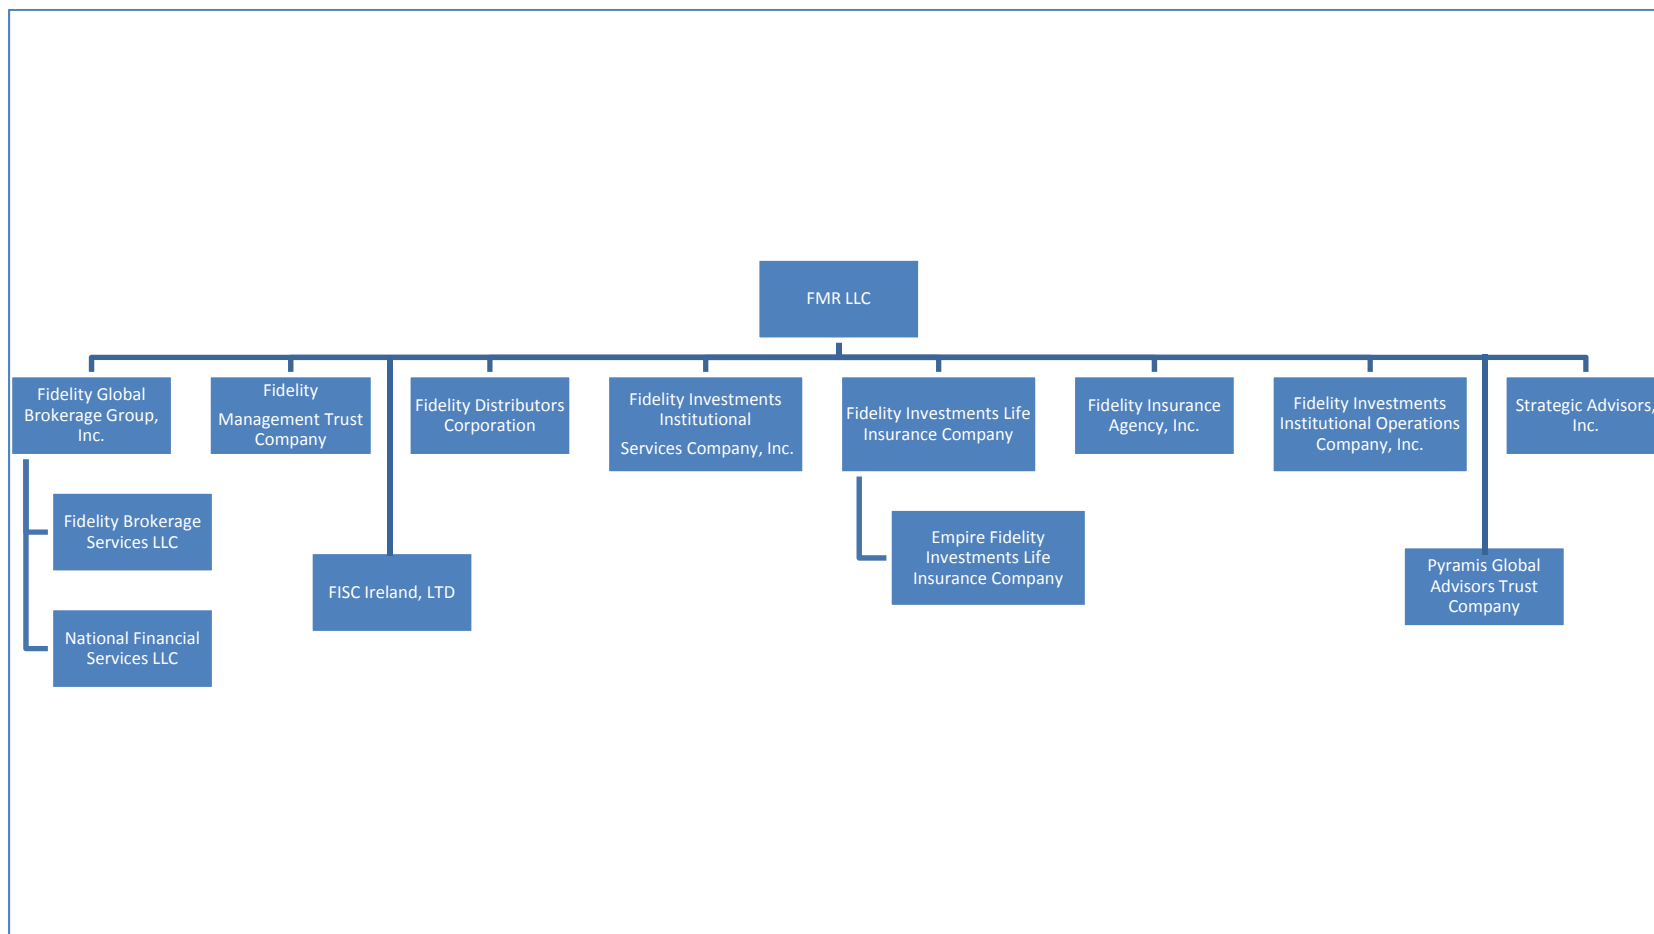 FMR LLC
Fidelity Global
Brokerage Group,
Inc.
Fidelity
Management Trust
Company
Fidelity Distributors
Corporation
Fidelity Investments
Institutional
Services Company, Inc.
Fidelity Investments Life
Insurance Company
Fidelity Insurance
Agency, Inc.
Fidelity Investments
Institutional Operations
Company, Inc.
Strategic Advisors,
Inc.
Fidelity Brokerage
Services LLC
National Financial
Services LLC
FISC Ireland, LTD
Empire Fidelity
Investments Life
Insurance Company
Pyramis Global
Advisors Trust
Company